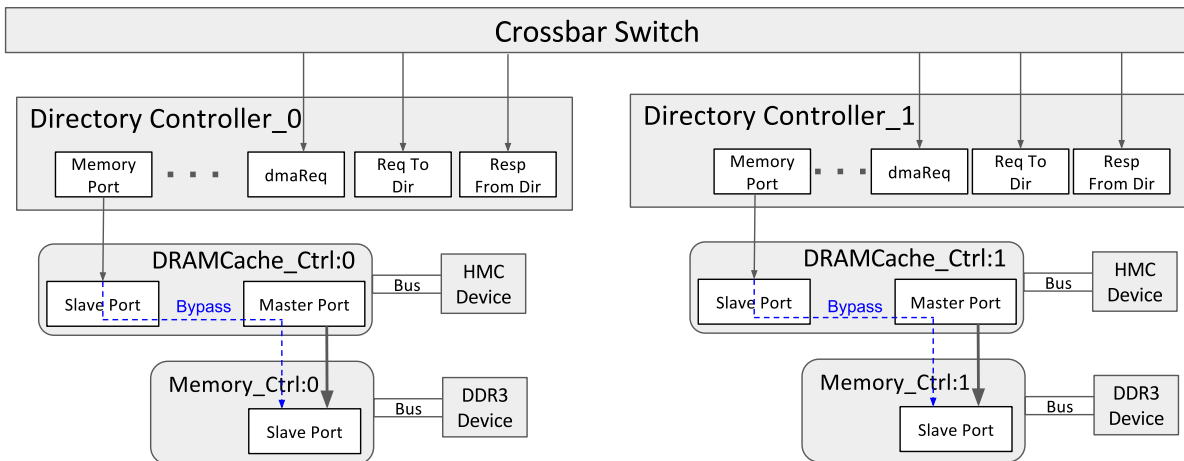 Crossbar Switch
Directory Controller_0
Memory
Port
. . .
dmaReq
Req To
Dir
Resp
From Dir
DRAMCache_Ctrl:0
Slave Port
Bypass
Master Port
Bus
HMC
Device
Memory_Ctrl:0
Slave Port
Bus
DDR3
Device
Directory Controller_1
Memory
Port
. . .
dmaReq
Req To
Dir
Resp
From Dir
DRAMCache_Ctrl:1
Slave Port
Bypass
Master Port
Bus
HMC
Device
Memory_Ctrl:1
Slave Port
Bus
DDR3
Device